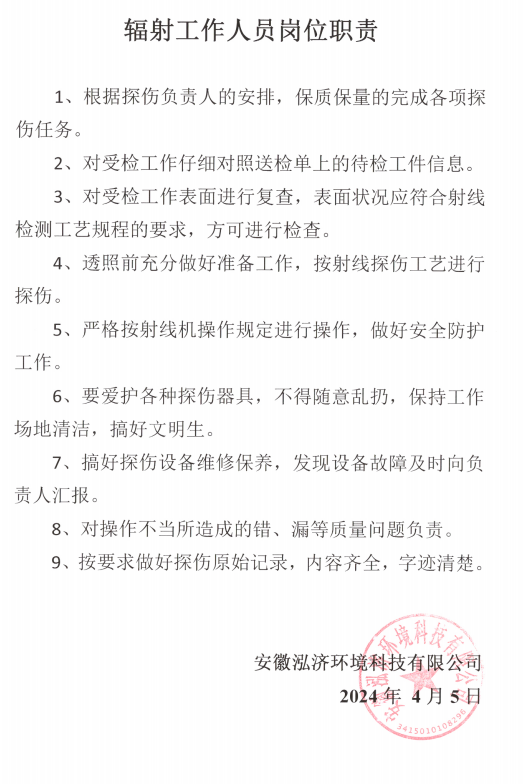 辐射工作人员岗位职责
1、根据探伤负责人的安排，保质保量的完成各项探
伤任务。
2、对受检工作仔细对照送检单上的待检工件信息。
3、对受检工作表面进行复查，表面状况应符合射线
检测工艺规程的要求，方可进行检查。
4、透照前充分做好准备工作，按射线探伤工艺进行
探伤。
5、严格按射线机操作规定进行操作，做好安全防护
工作。
6、要爱护各种探伤器具，不得随意乱扔，保持工作
场地清洁，搞好文明生。
7、搞好探伤设备维修保养，发现设备故障及时向负
责人汇报。
8、对操作不当所造成的错、漏等质量问题负责。
9、按要求做好探伤原始记录，内容齐全，字迹清楚。
安徽泓济环境科技有限公司
2024 年 4 月 5 日
安徽泓济环境科技有限公司
3415010108296